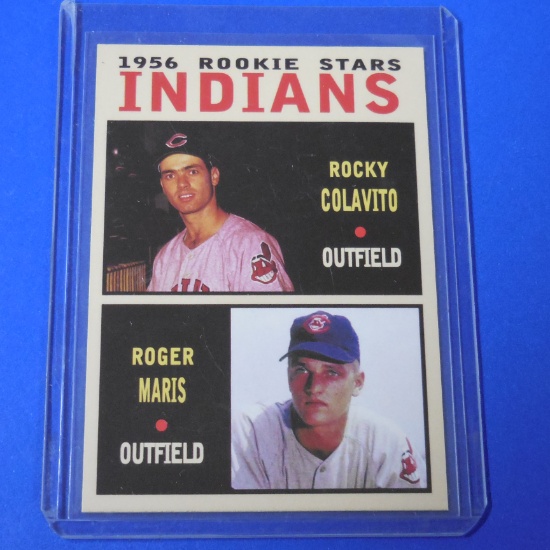 1956 ROOKIE STARS
INDIANS
ROCKY
COLAVITO
OUTFIELD
ROGER
MARIS
OUTFIELD